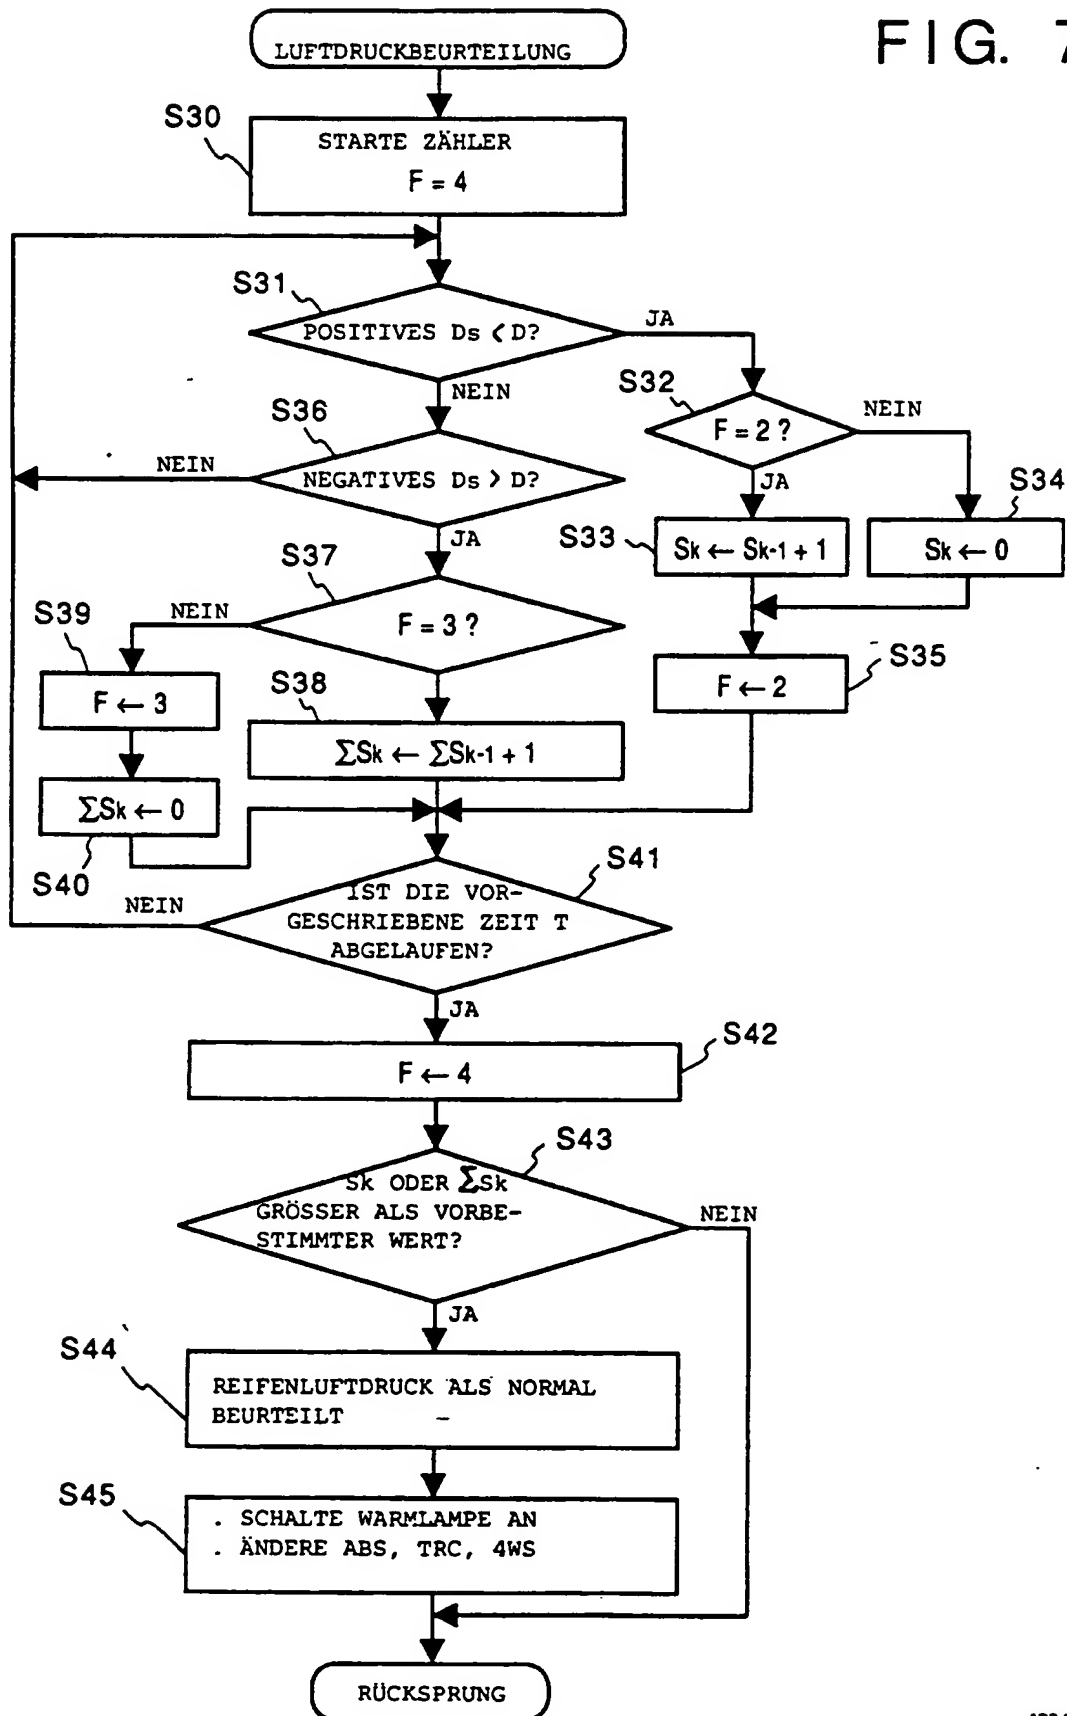 FIG. 7
LUFTDRUCKBEURTEILUNG
S30
STARTE ZÄHLER
F = 4
S31
POSITIVES Ds < D?
JA
NEIN
S32
F = 2 ?
NEIN
JA
S36
NEGATIVES Ds > D?
NEIN
JA
S33
Sk ← Sk-1 + 1
S34
Sk ← 0
S37
F = 3 ?
NEIN
S35
F ← 2
S39
F ← 3
S38
ΣSk ← ΣSk-1 + 1
ΣSk ← 0
S40
S41
IST DIE VOR-
GESCHRIEBENE ZEIT T
ABGELAUFEN?
NEIN
JA
S42
F ← 4
S43
Sk ODER ΣSk
GRÖSSER ALS VORBE-
STIMMTER WERT?
NEIN
JA
S44
REIFENLUFTDRUCK ALS NORMAL
BEURTEILT
S45
. SCHALTE WARMLAMPE AN
. ÄNDERE ABS, TRC, 4WS
RÜCKSPRUNG